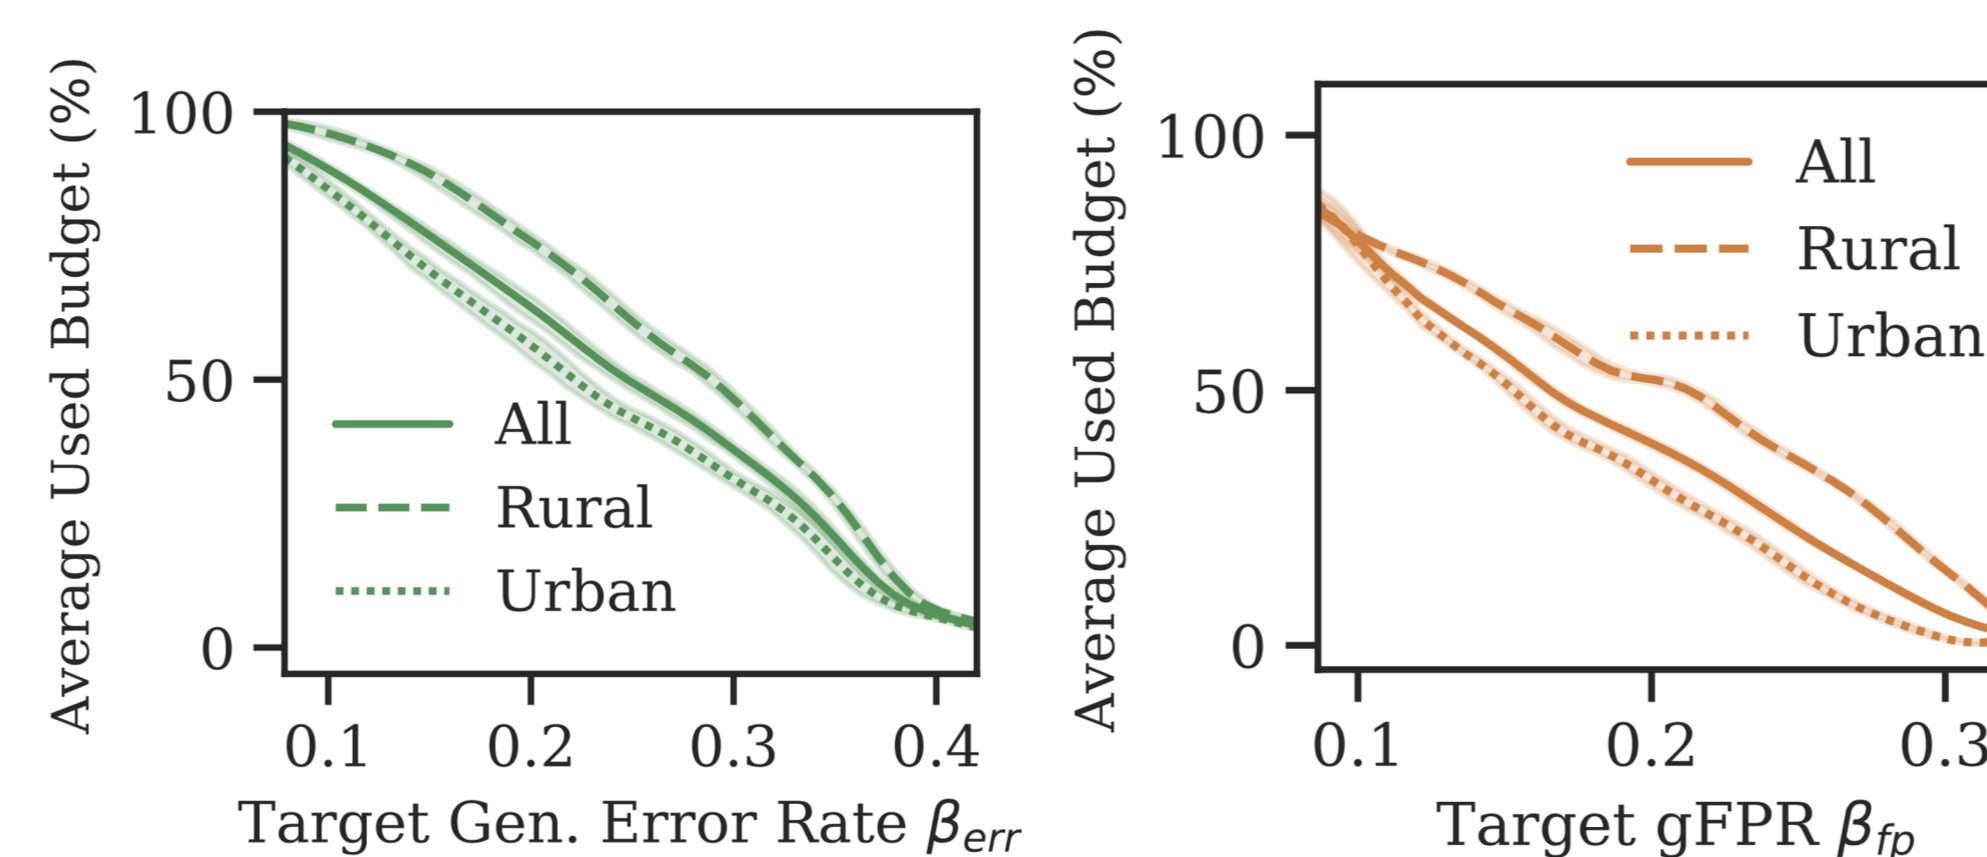 Average Used Budget (%)
100
50
0
All
Rural
Urban
0.1 0.2 0.3 0.4
Target Gen. Error Rate βerr
Average Used Budget (%)
100
50
0
All
Rural
Urban
0.1 0.2 0.3
Target gFPR βfp